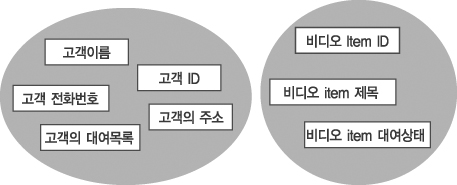 고객이름
고객 ID
고객 전화번호
고객의 주소
고객의 대여목록
비디오 Item ID
비디오 item 제목
비디오 item 대여상태